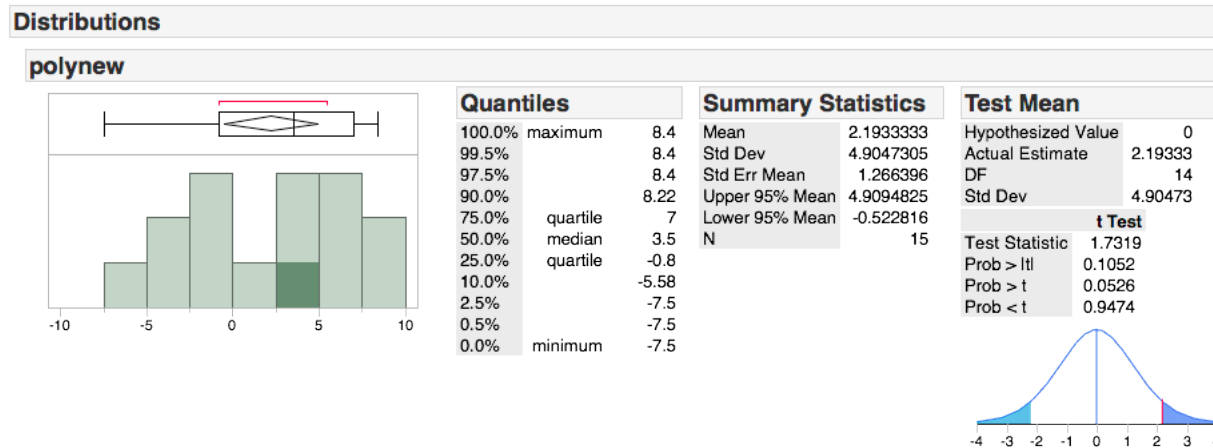 Distributions
polynew
-10 -5 0 5 10
Quantiles
100.0% maximum 8.4
99.5% 8.4
97.5% 8.4
90.0% 8.22
75.0% quartile 7
50.0% median 3.5
25.0% quartile -0.8
10.0% -5.58
2.5% -7.5
0.5% -7.5
0.0% minimum -7.5
Summary Statistics
Mean 2.1933333
Std Dev 4.9047305
Std Err Mean 1.266396
Upper 95% Mean 4.9094825
Lower 95% Mean -0.522816
N 15
Test Mean
Hypothesized Value 0
Actual Estimate 2.19333
DF 14
Std Dev 4.90473
t Test
Test Statistic 1.7319
Prob > |t| 0.1052
Prob > t 0.0526
Prob < t 0.9474
-4 -3 -2 -1 0 1 2 3